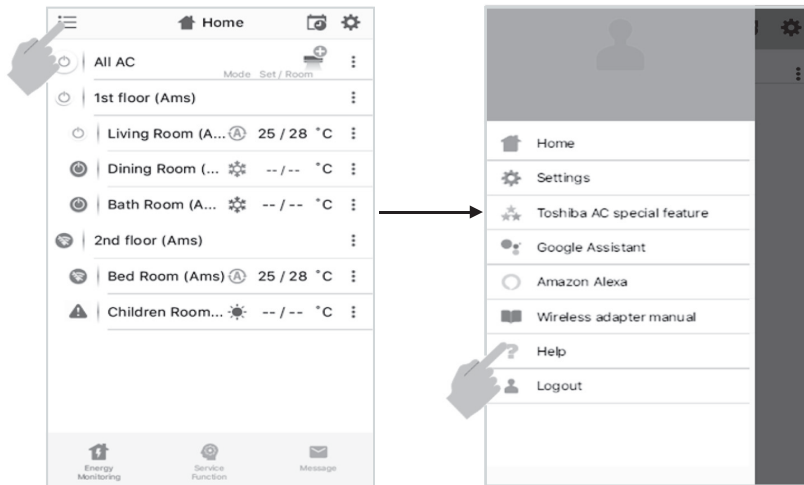 Home
All AC
Mode Set / Room
1st floor (Ams)
Living Room (A... A 25 / 28 °C
Dining Room (... -- / -- °C
Bath Room (A... -- / -- °C
2nd floor (Ams)
Bed Room (Ams) A 25 / 28 °C
Children Room... -- / -- °C
Energy
Monitoring
Service
Function
Message
Home
Settings
Toshiba AC special feature
Google Assistant
Amazon Alexa
Wireless adapter manual
Help
Logout